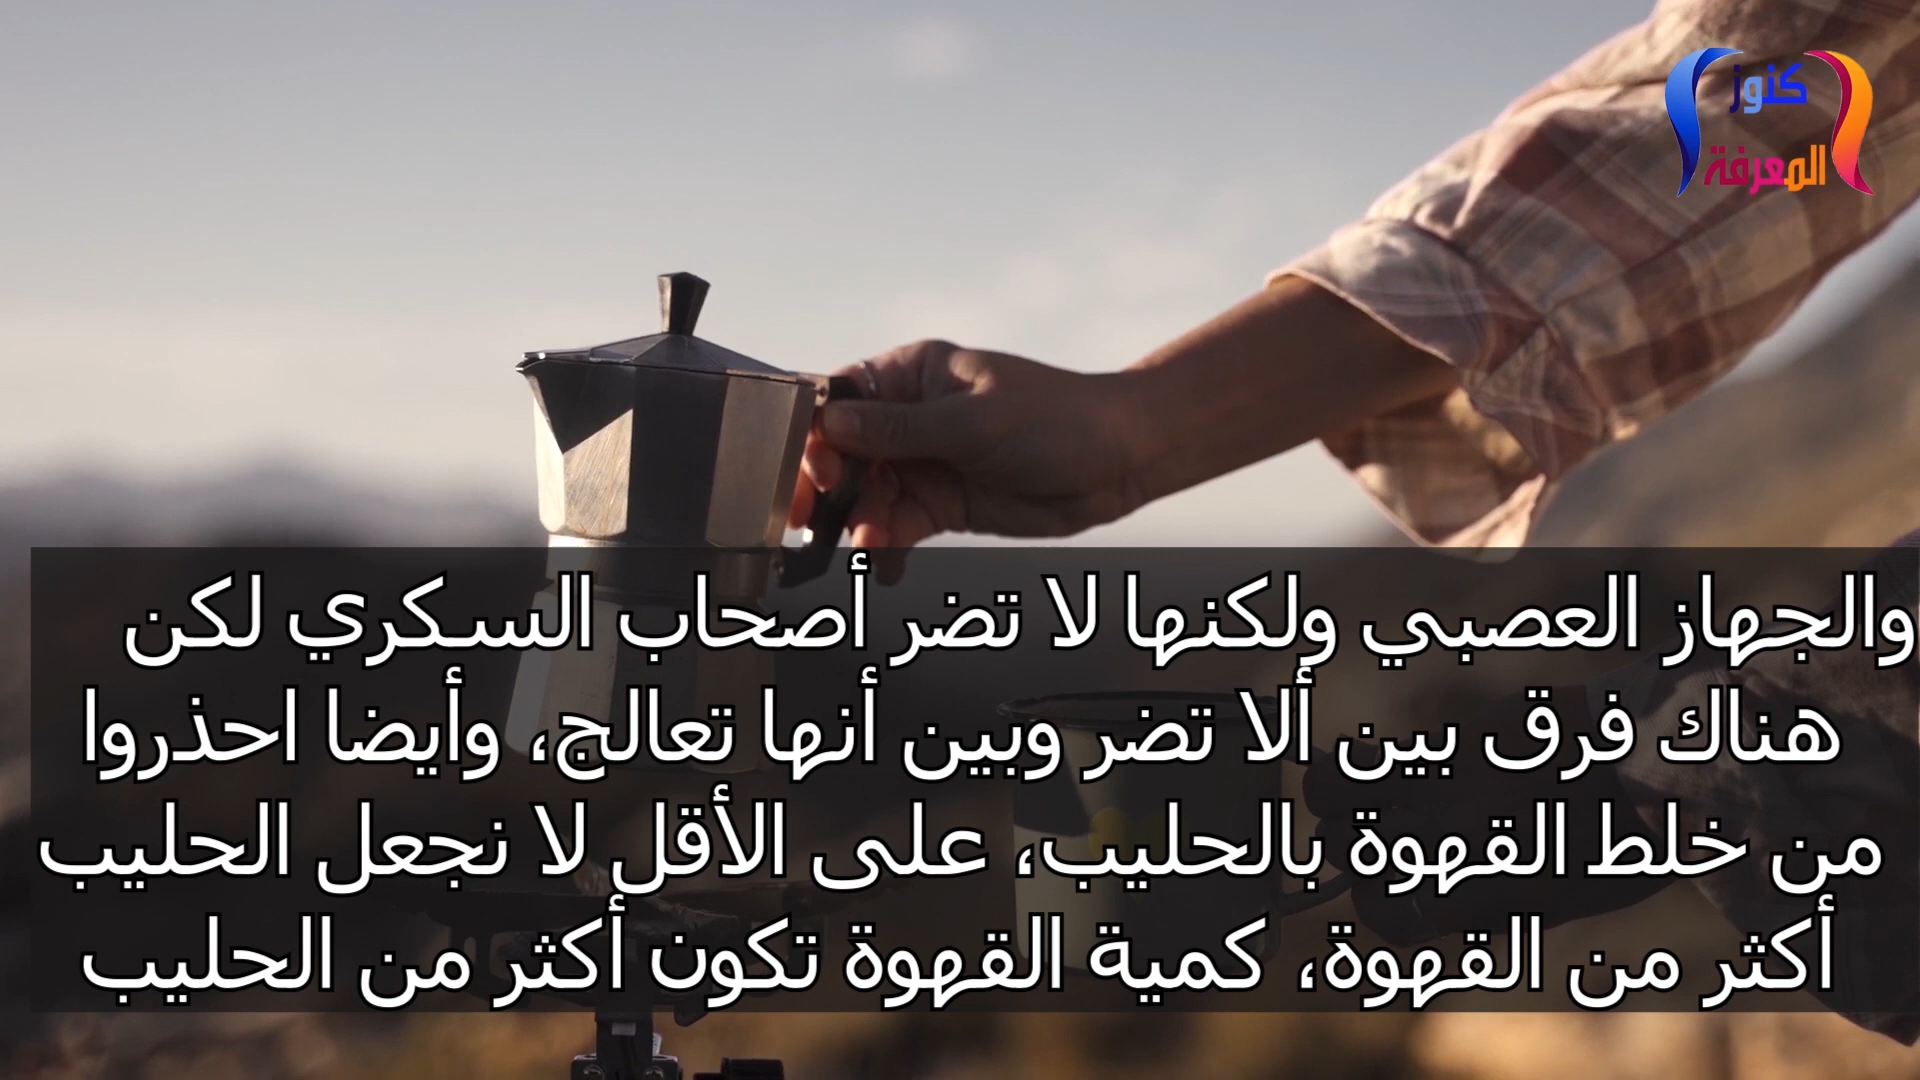 كنوز
المعرفة
والجهاز العصبي ولكنها لا تضر أصحاب السكري لكن
هناك فرق بين ألا تضر وبين أنها تعالج، وأيضا احذروا
من خلط القهوة بالحليب، على الأقل لا نجعل الحليب
أكثر من القهوة، كمية القهوة تكون أكثر من الحليب